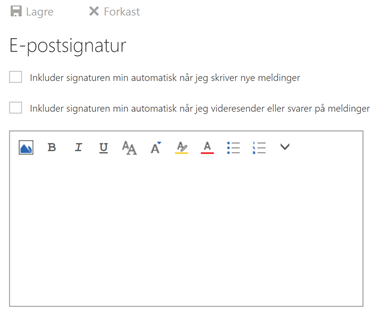 Lagre Forkast
E-postsignatur
Inkluder signaturen min automatisk når jeg skriver nye meldinger
Inkluder signaturen min automatisk når jeg videresender eller svarer på meldinger
B I U AA A A A